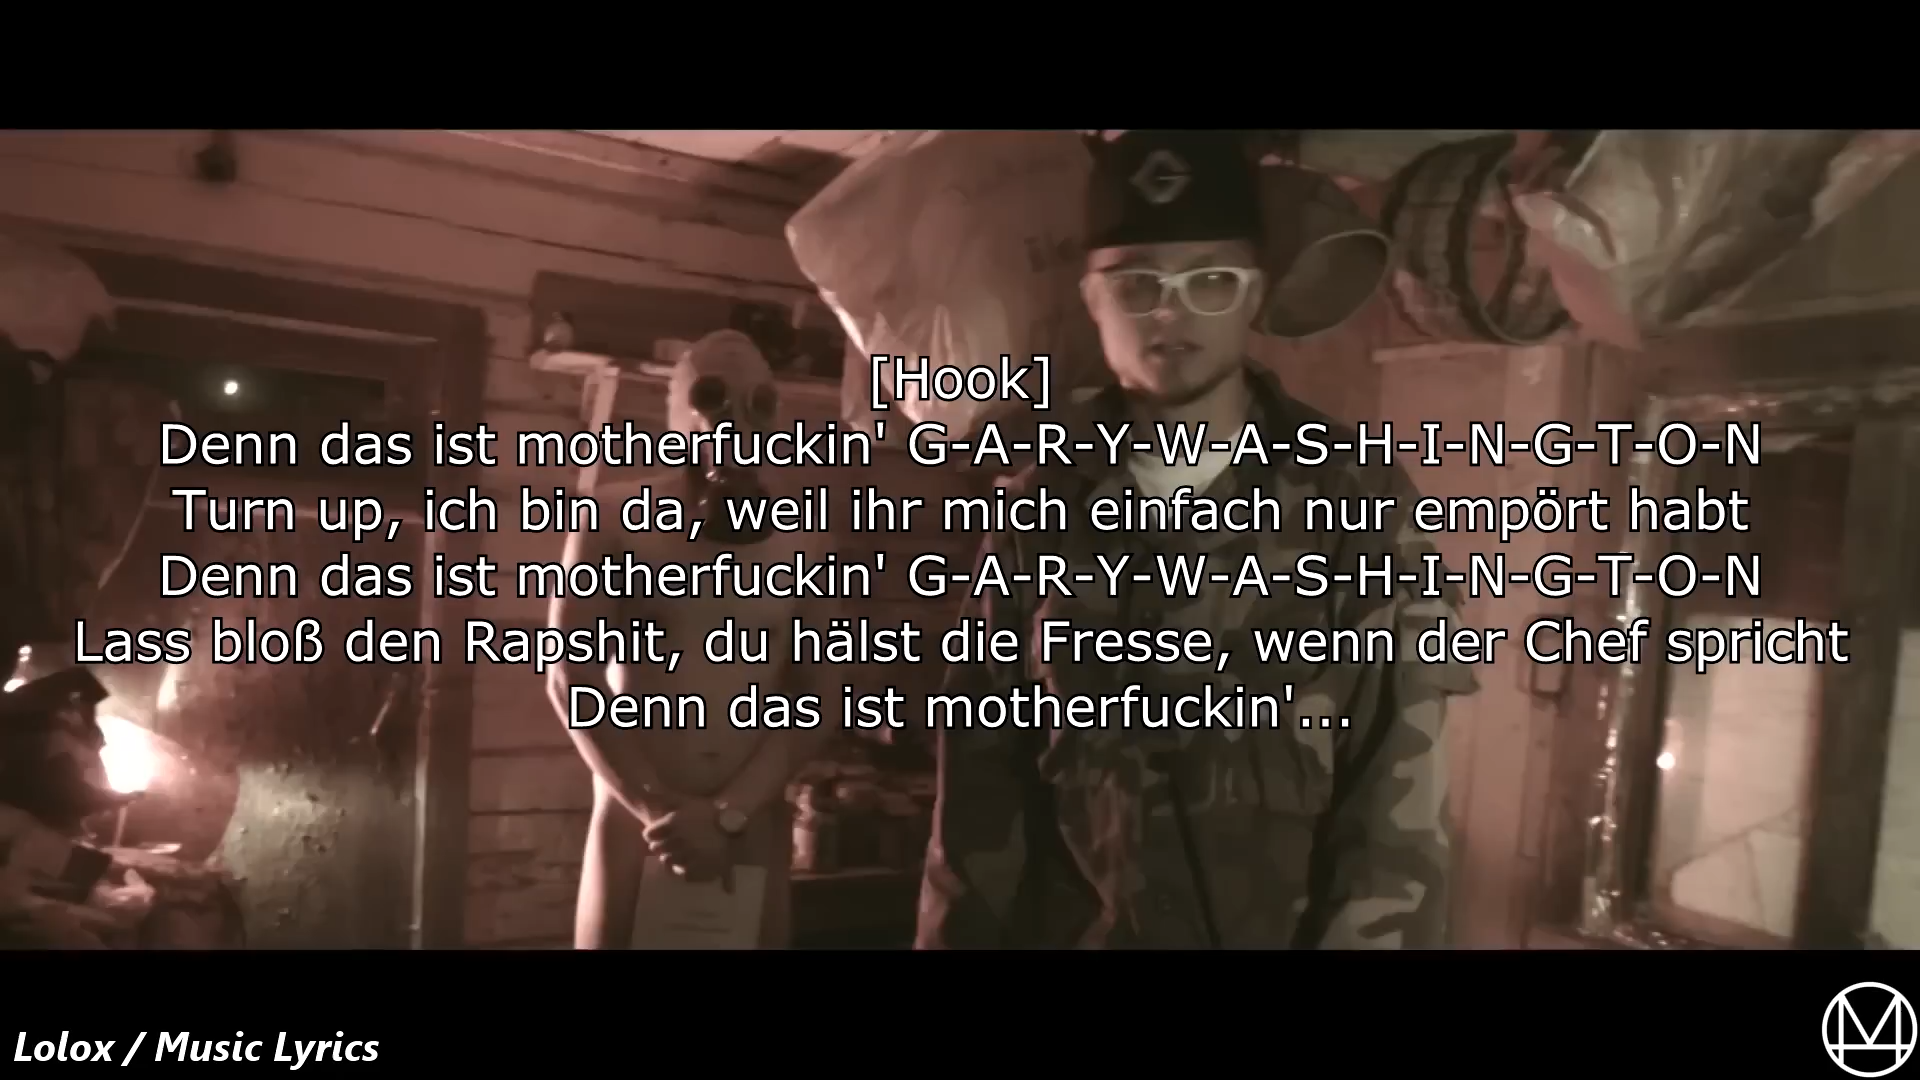 [Hook]
Denn das ist motherfuckin' G-A-R-Y-W-A-S-H-I-N-G-T-O-N
Turn up, ich bin da, weil ihr mich einfach nur empört habt
Denn das ist motherfuckin' G-A-R-Y-W-A-S-H-I-N-G-T-O-N
Lass bloß den Rapshit, du hälst die Fresse, wenn der Chef spricht
Denn das ist motherfuckin'...
Lolox / Music Lyrics